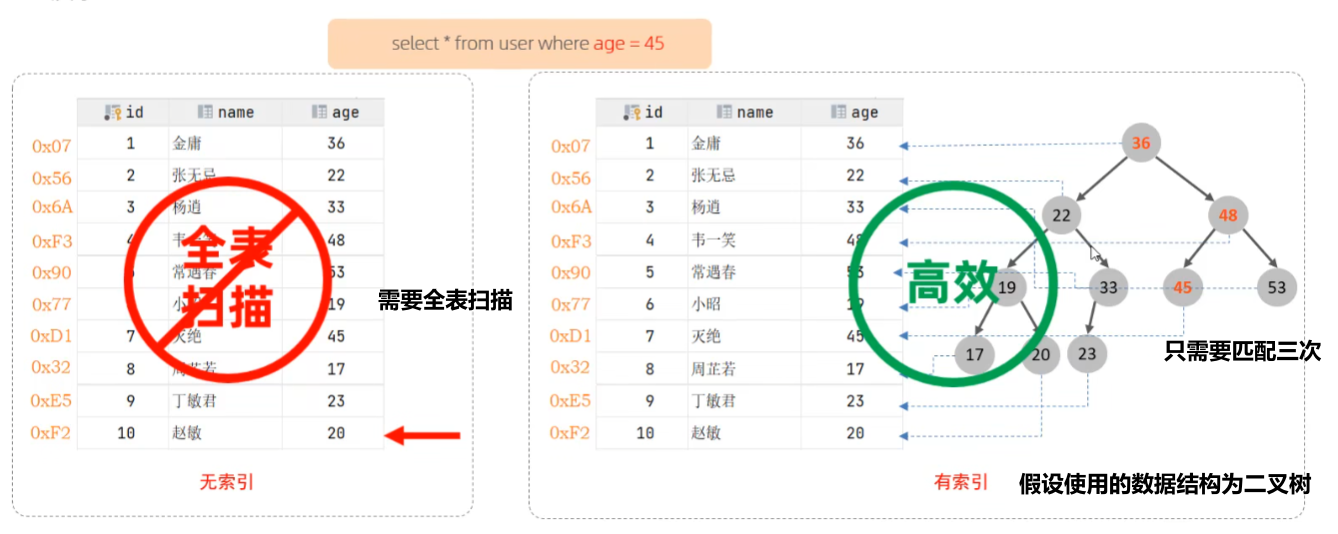 select * from user where age = 45
id name age
0x07 1 金庸 36
0x56 2 张无忌 22
0x6A 3 杨逍 33
0xF3 4 韦一笑 48
0x90 5 常遇春 53
0x77 小 19
0xD1 7 灭绝 45
0x32 8 周芷若 17
0xE5 9 丁敏君 23
0xF2 10 赵敏 20
全表
扫描
需要全表扫描
无索引
id name age
0x07 1 金庸 36
0x56 2 张无忌 22
0x6A 3 杨逍 33
0xF3 4 韦一笑 48
0x90 5 常遇春 53
0x77 6 小昭 19
0xD1 7 灭绝 45
0x32 8 周芷若 17
0xE5 9 丁敏君 23
0xF2 10 赵敏 20
高效
36
22 48
19 33 45 53
17 20 23
只需要匹配三次
有索引 假设使用的数据结构为二叉树